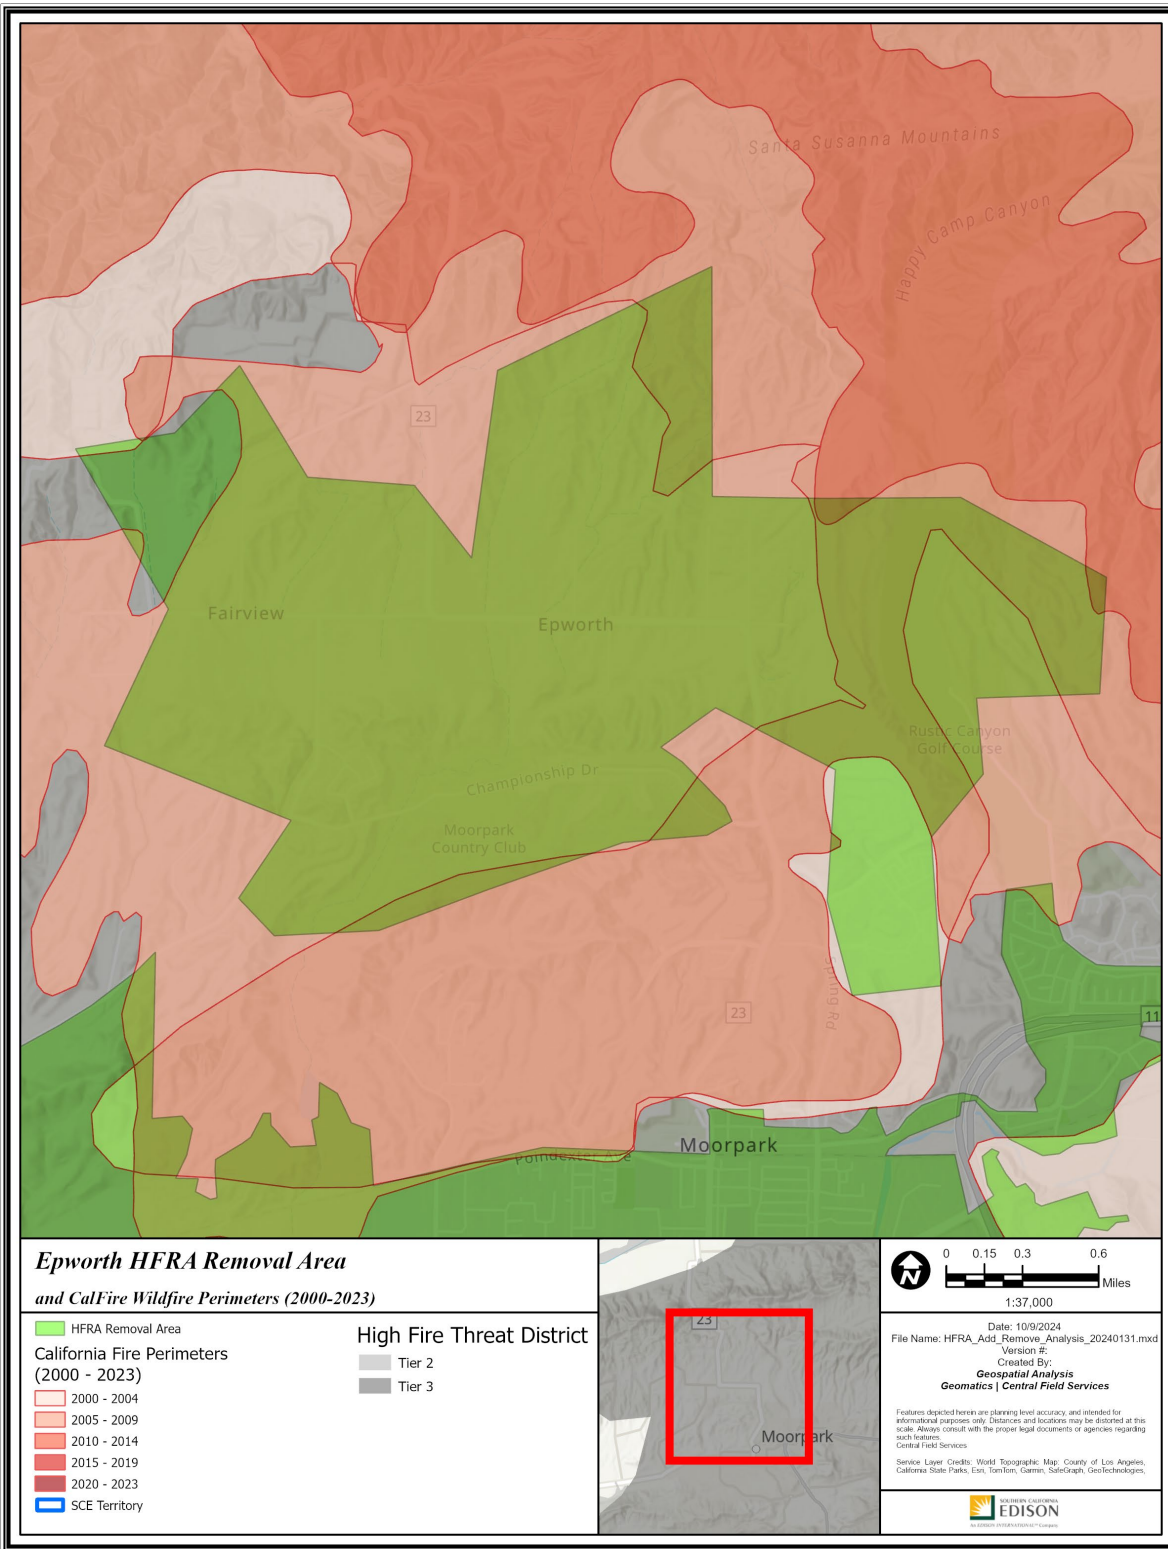 Santa Susanna Mountains
Happy Camp Canyon
23
Fairview
Epworth
Rustic Canyon
Golf Course
Championship Dr
Moorpark
Country Club
Spring Rd
23
11
Moorpark
Poindexter Ave
Epworth HFRA Removal Area
and CalFire Wildfire Perimeters (2000-2023)
HFRA Removal Area
California Fire Perimeters
(2000 - 2023)
2000 - 2004
2005 - 2009
2010 - 2014
2015 - 2019
2020 - 2023
SCE Territory
High Fire Threat District
Tier 2
Tier 3
23
Moorpark
N
0 0.15 0.3 0.6
Miles
1:37,000
Date: 10/9/2024
File Name: HFRA_Add_Remove_Analysis_20240131.mxd
Version #:
Created By:
Geospatial Analysis
Geomatics | Central Field Services
Features depicted herein are planning level accuracy, and intended for
informational purposes only. Distances and locations may be distorted at this
scale. Always consult with the proper legal documents or agencies regarding
such features.
Central Field Services
Service Layer Credits: World Topographic Map: County of Los Angeles,
California State Parks, Esri, TomTom, Garmin, SafeGraph, GeoTechnologies,
SOUTHERN CALIFORNIA
EDISON
An EDISON INTERNATIONAL® Company